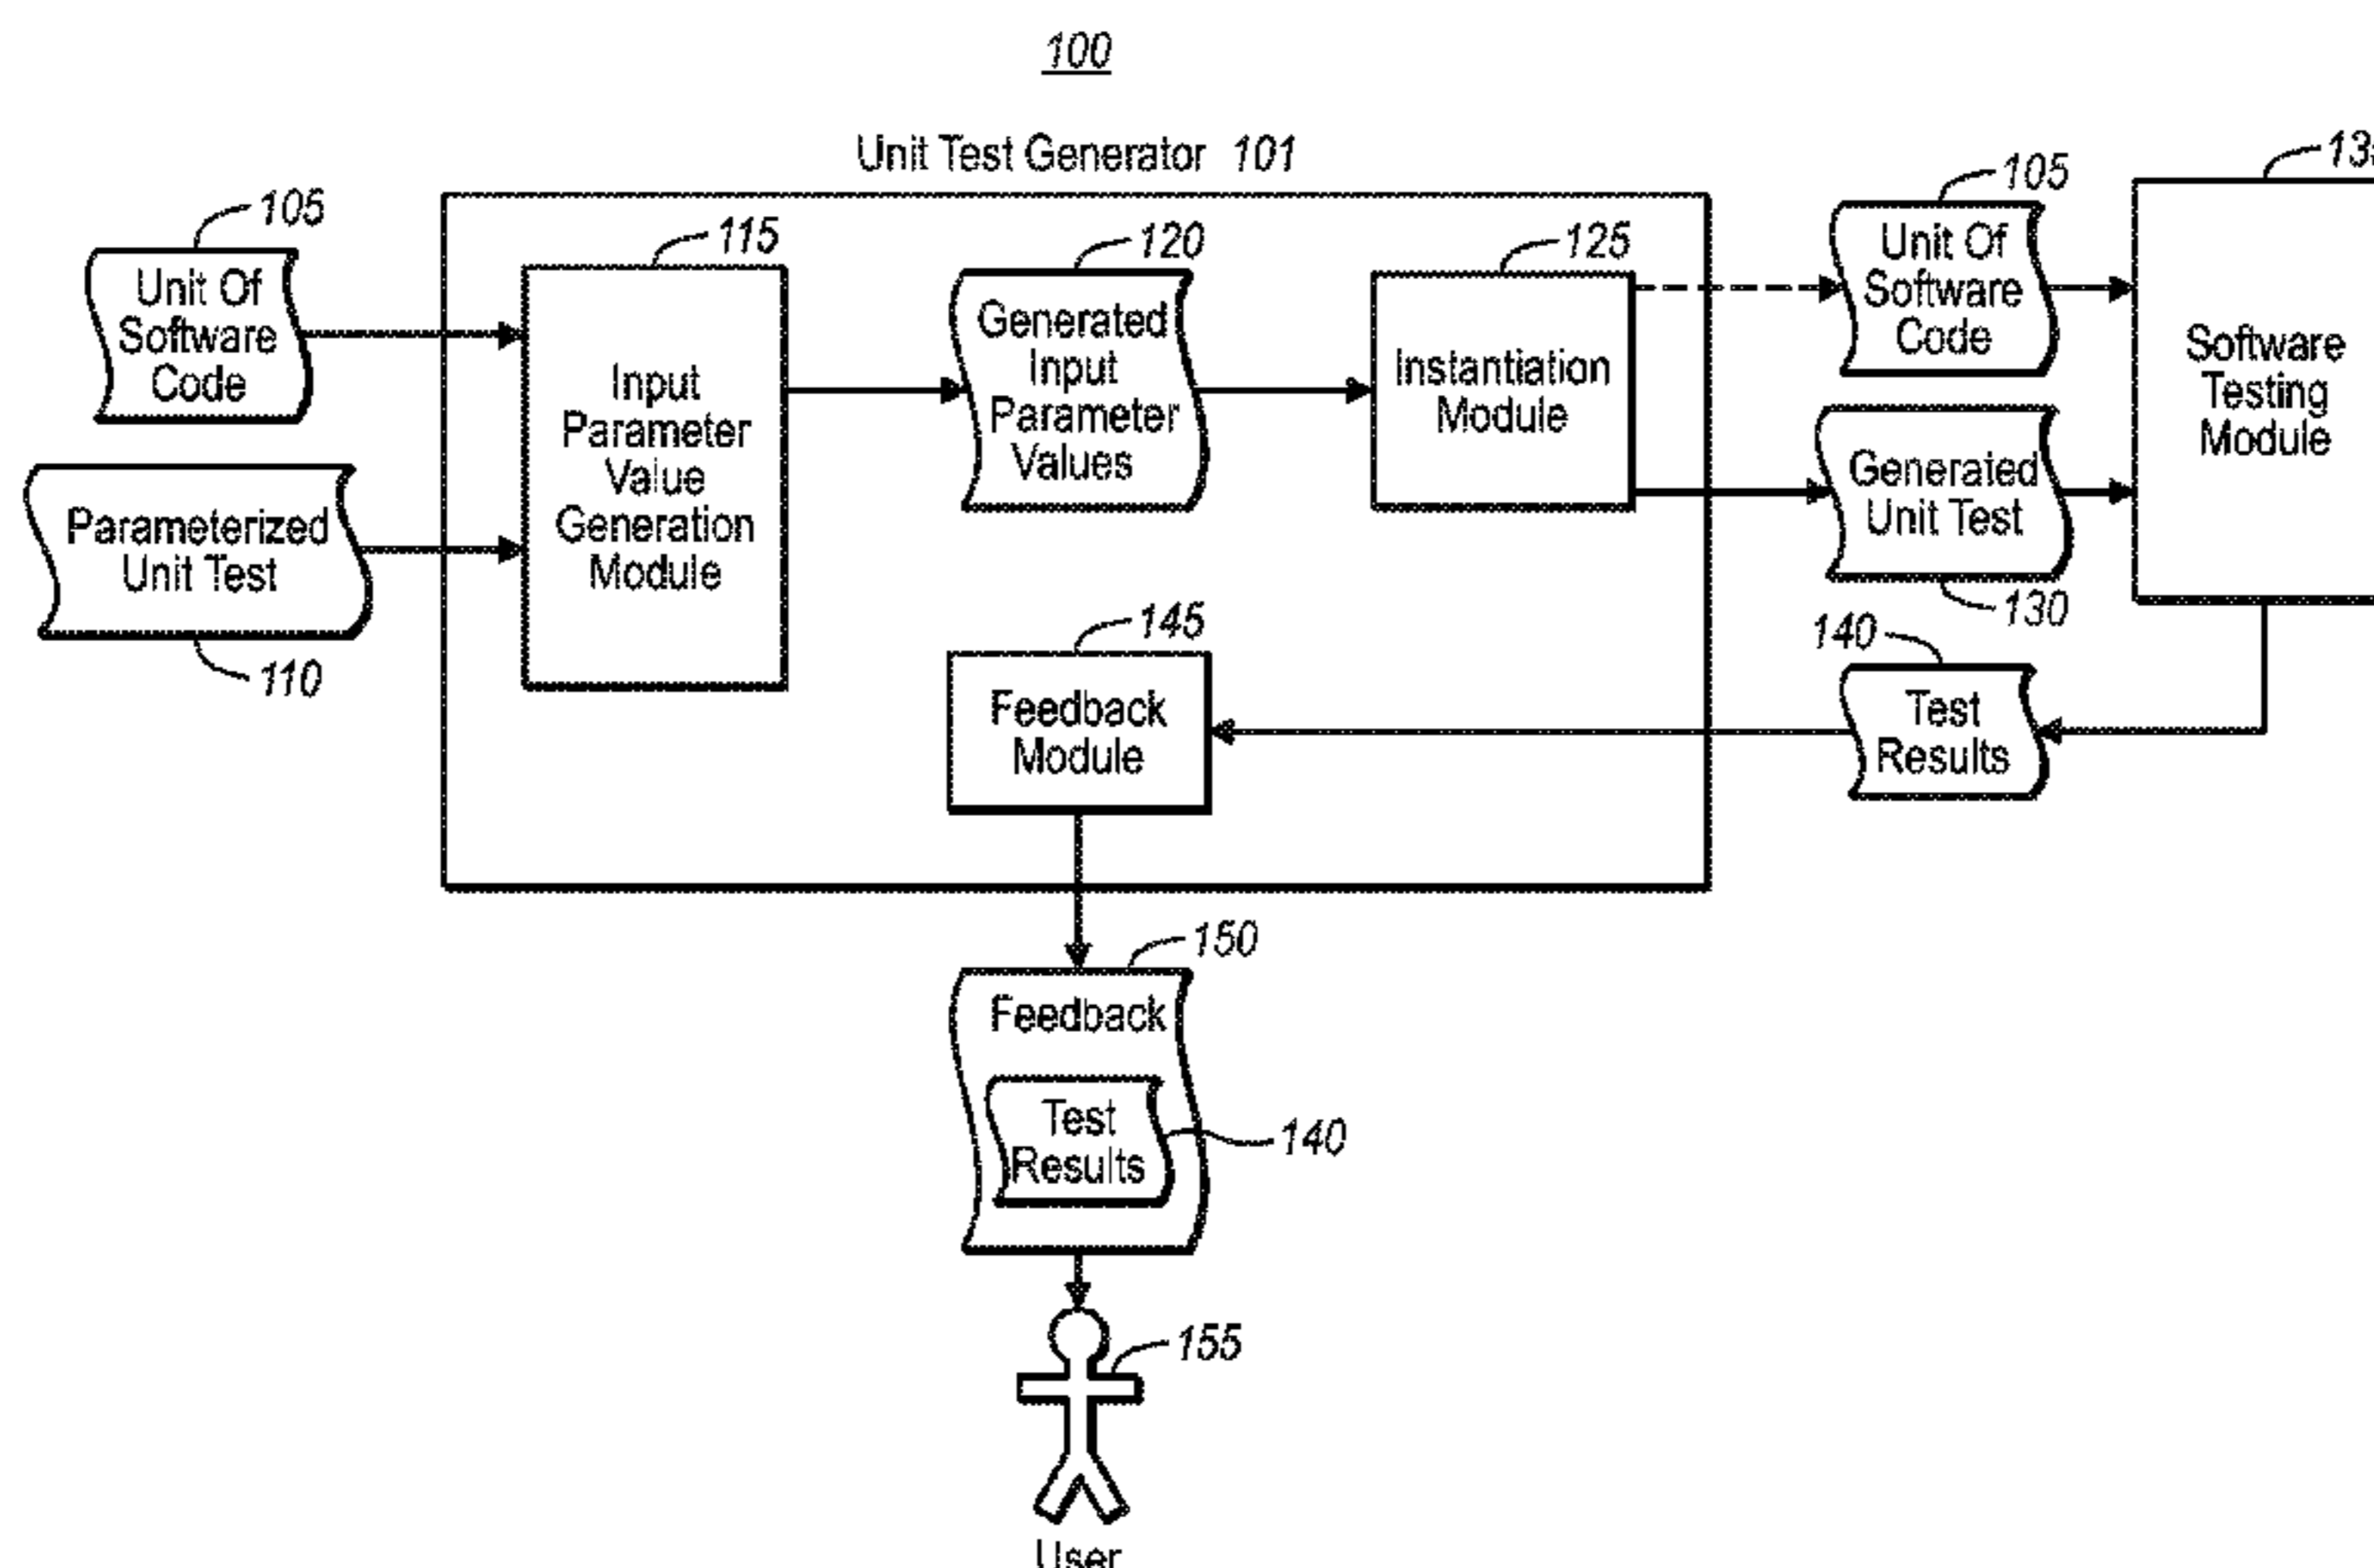 100
Unit Test Generator 101
105
Unit Of
Software
Code
Parameterized
Unit Test
110
115
Input
Parameter
Value
Generation
Module
120
Generated
Input
Parameter
Values
125
Instantiation
Module
105
Unit Of
Software
Code
Generated
Unit Test
130
Software
Testing
Module
140
Test
Results
145
Feedback
Module
150
Feedback
Test
Results
140
155
User